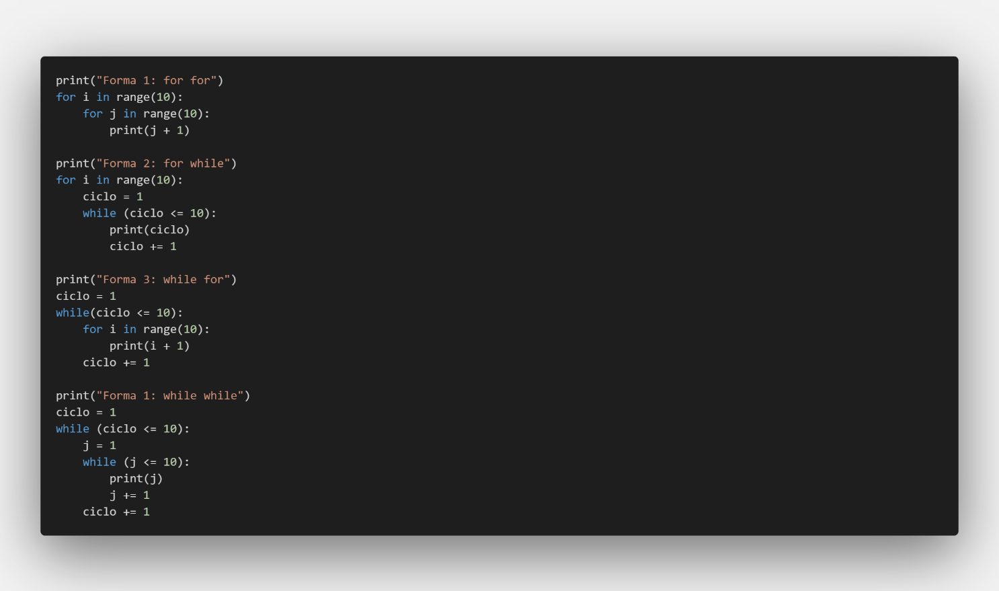 print("Forma 1: for for")
for i in range(10):
    for j in range(10):
        print(j + 1)

print("Forma 2: for while")
for i in range(10):
    ciclo = 1
    while (ciclo <= 10):
        print(ciclo)
        ciclo += 1

print("Forma 3: while for")
ciclo = 1
while(ciclo <= 10):
    for i in range(10):
        print(i + 1)
    ciclo += 1

print("Forma 1: while while")
ciclo = 1
while (ciclo <= 10):
    j = 1
    while (j <= 10):
        print(j)
        j += 1
    ciclo += 1